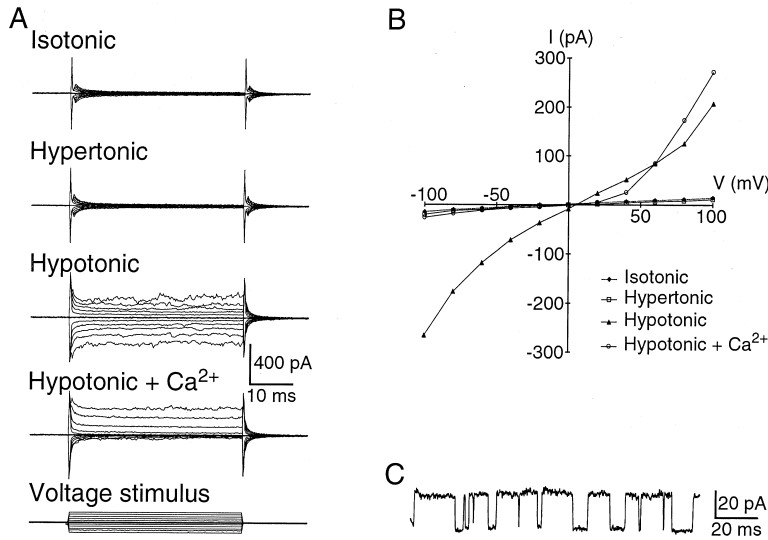 A
Isotonic
Hypertonic
Hypotonic
400 pA
10 ms
Hypotonic + Ca2+
Voltage stimulus
B
I (pA)
300
200
100
-100 -50
V (mV)
50 100
-100
-200
-300
Isotonic
Hypertonic
Hypotonic
Hypotonic + Ca2+
C
20 pA
20 ms